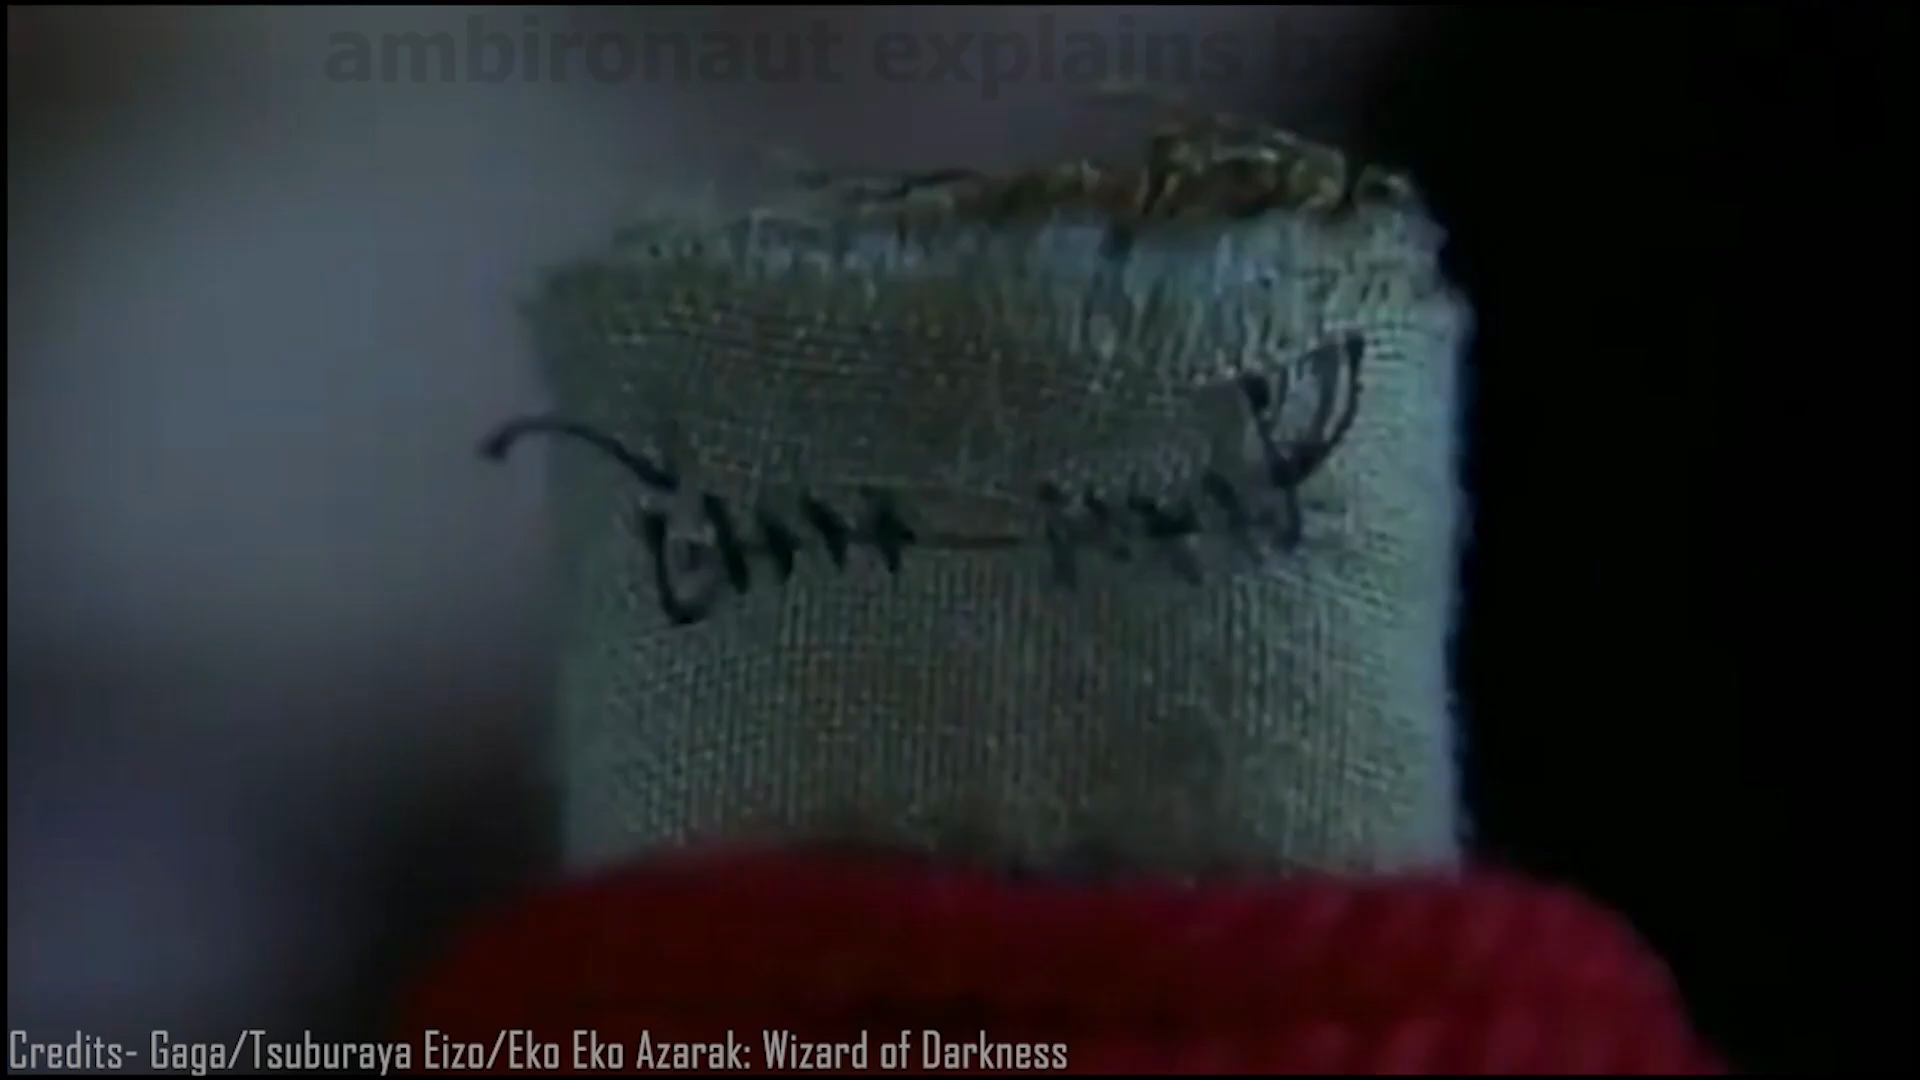 ambironaut explains
Credits- Gaga/Tsuburaya Eizo/Eko Eko Azarak: Wizard of Darkness